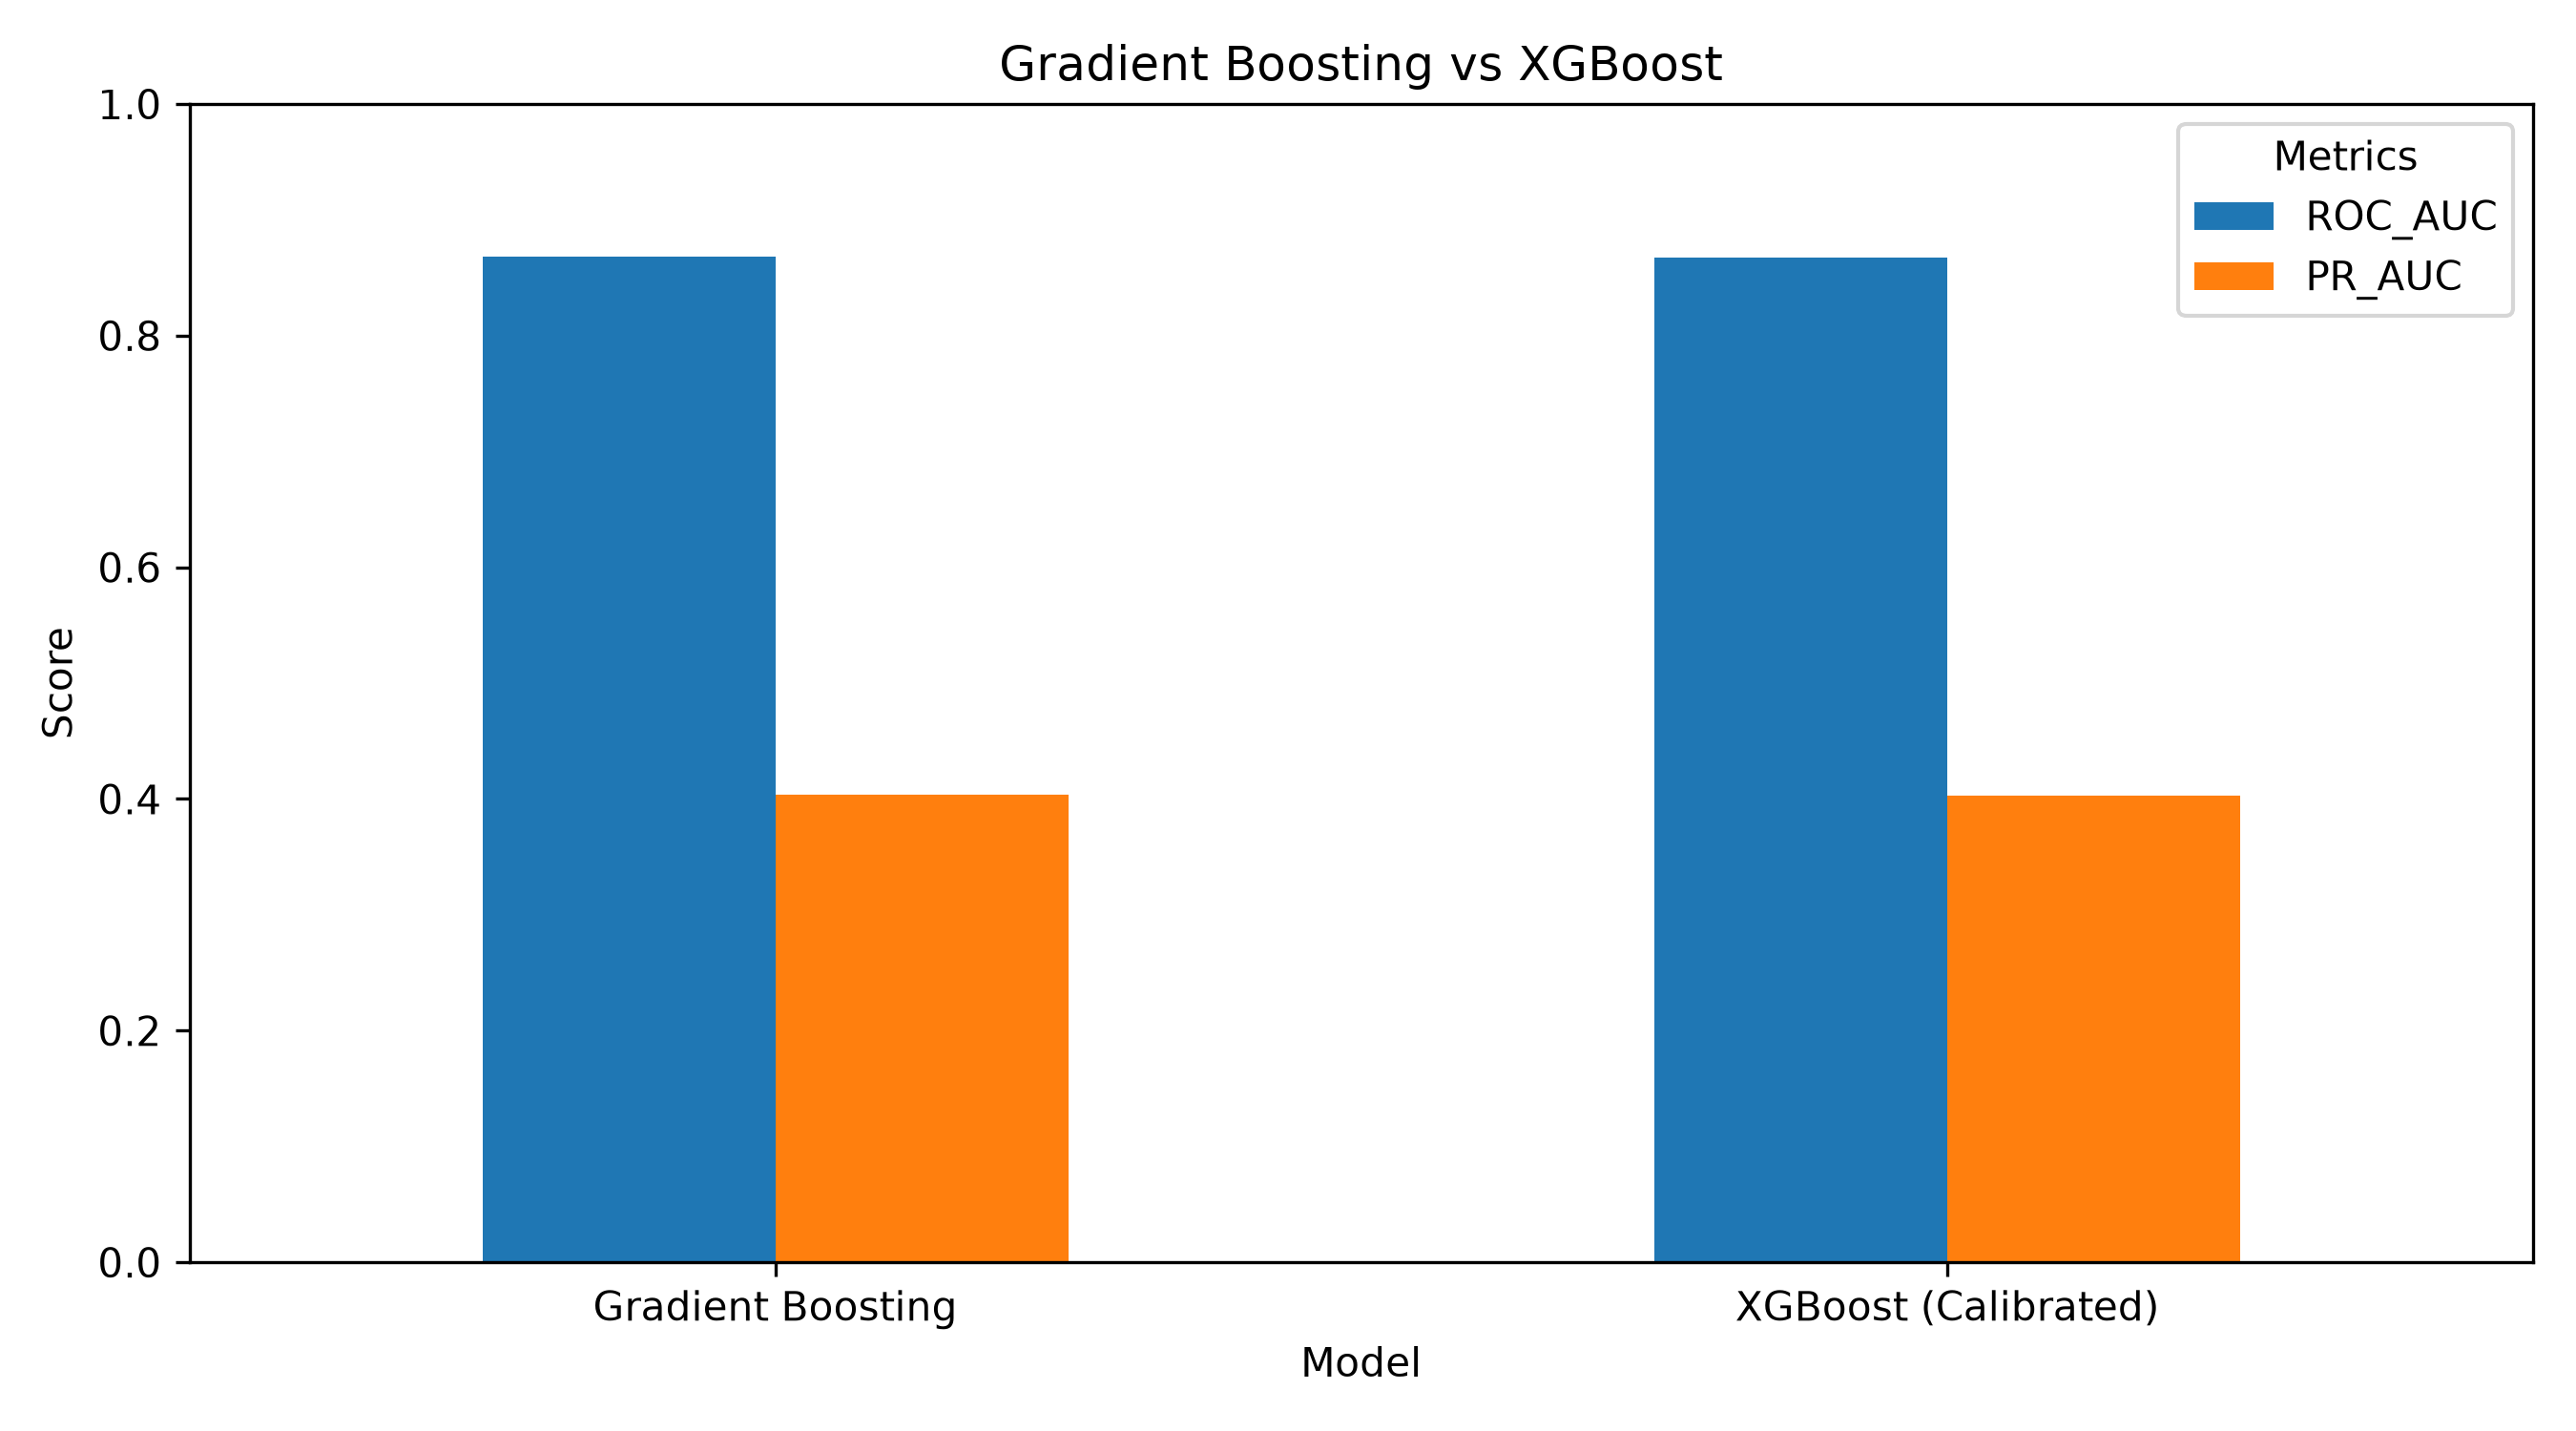 Gradient Boosting vs XGBoost
1.0
0.8
0.6
0.4
0.2
0.0
Score
Metrics
ROC_AUC
PR_AUC
Gradient Boosting
XGBoost (Calibrated)
Model